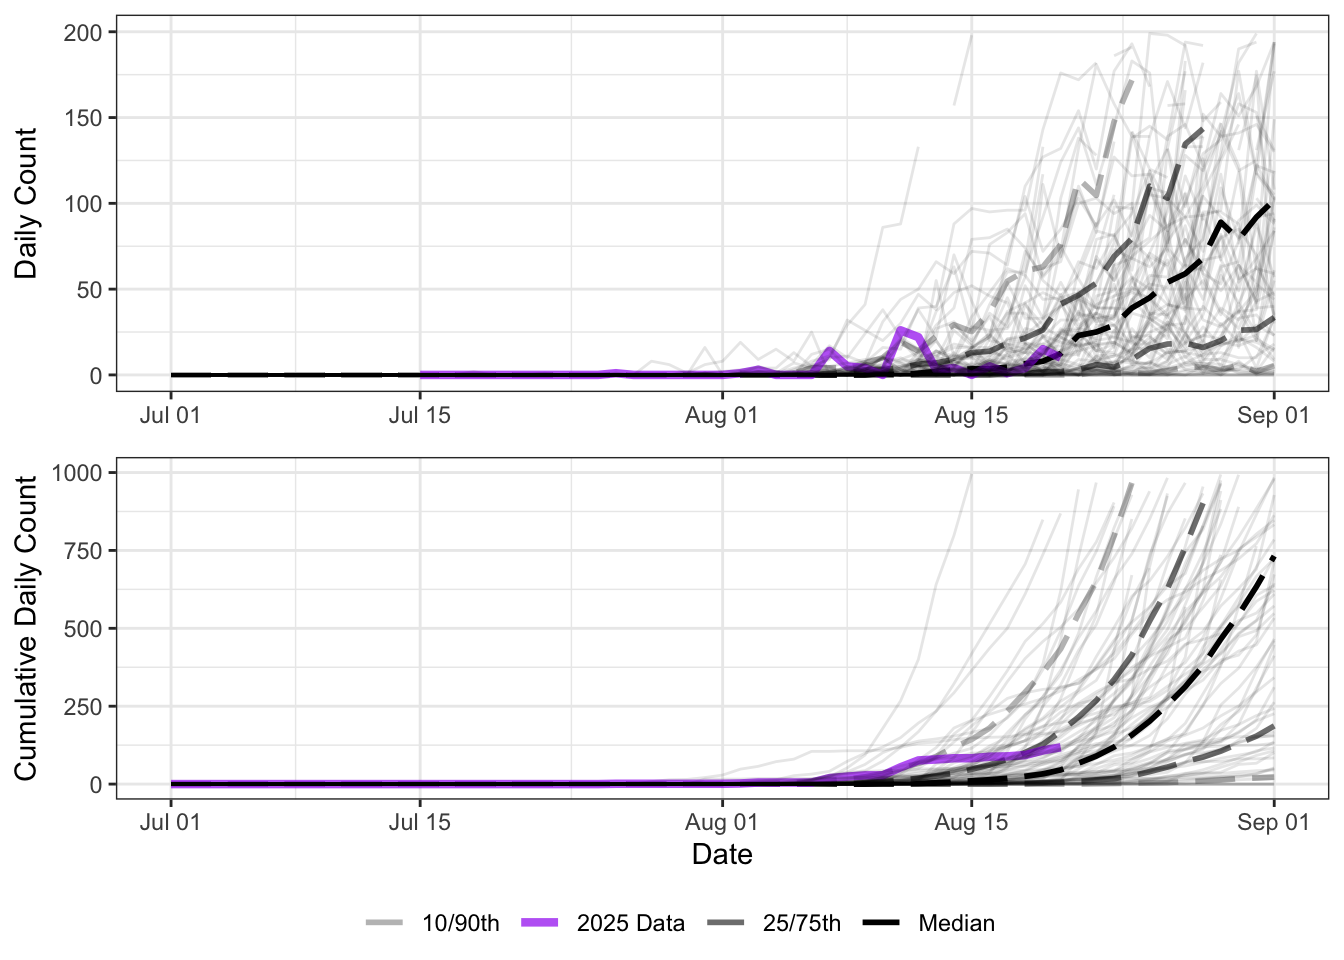 Daily Count
200
150
100
50
0
Jul 01 Jul 15 Aug 01 Aug 15 Sep 01
Cumulative Daily Count
1000
750
500
250
0
Jul 01 Jul 15 Aug 01 Aug 15 Sep 01
Date
10/90th 2025 Data 25/75th Median